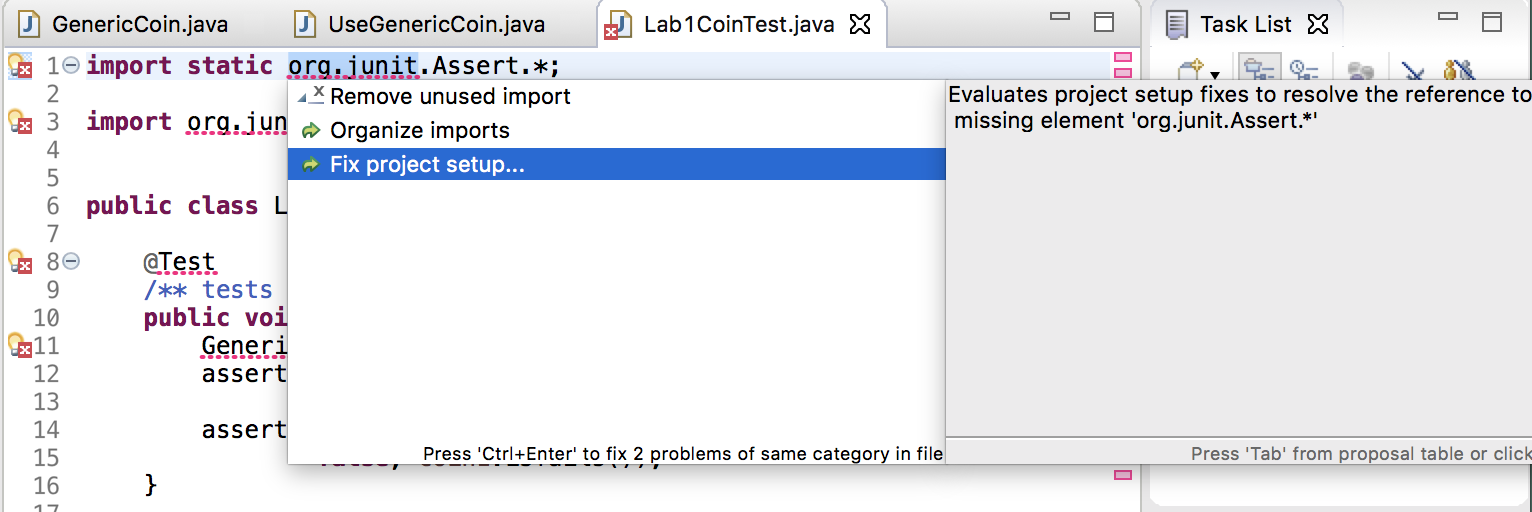 GenericCoin.java UseGenericCoin.java Lab1CoinTest.java Task List
1 import static org.junit.Assert.*;
2
Remove unused import
Evaluates project setup fixes to resolve the reference to
3 import org.jun
missing element 'org.junit.Assert.*'
Organize imports
4
5
Fix project setup...
6 public class L
7
8 @Test
9 /** tests
10 public voi
11 Generi
12 assert
13
14 assert
Press 'Ctrl+Enter' to fix 2 problems of same category in file
Press 'Tab' from proposal table or click
15
16 }
17